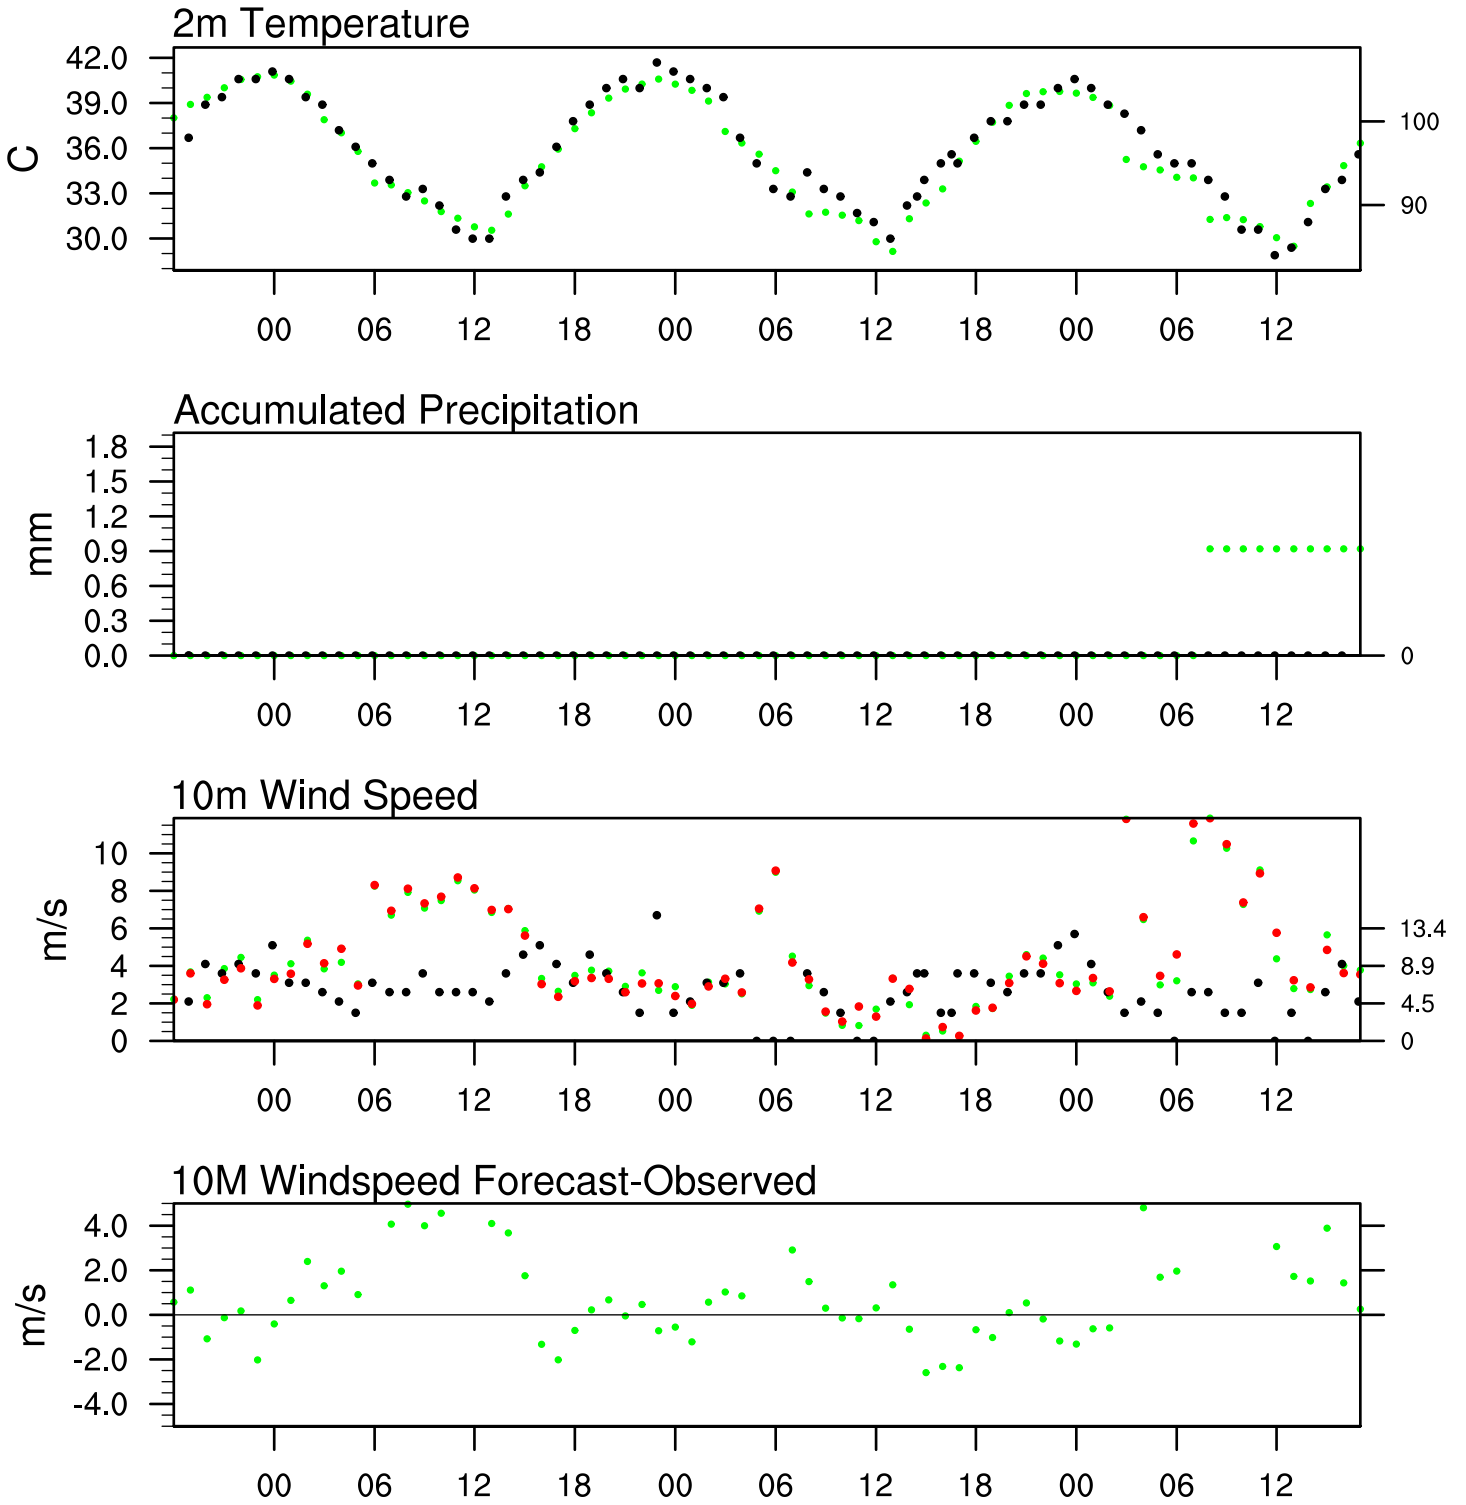 2m Temperature
42.0
39.0
36.0
33.0
30.0
C
100
90
00 06 12 18 00 06 12 18 00 06 12
Accumulated Precipitation
1.8
1.5
1.2
0.9
0.6
0.3
0.0
mm
0
00 06 12 18 00 06 12 18 00 06 12
10m Wind Speed
10
8
6
4
2
0
m/s
13.4
8.9
4.5
0
00 06 12 18 00 06 12 18 00 06 12
10M Windspeed Forecast-Observed
4.0
2.0
0.0
-2.0
-4.0
m/s
00 06 12 18 00 06 12 18 00 06 12